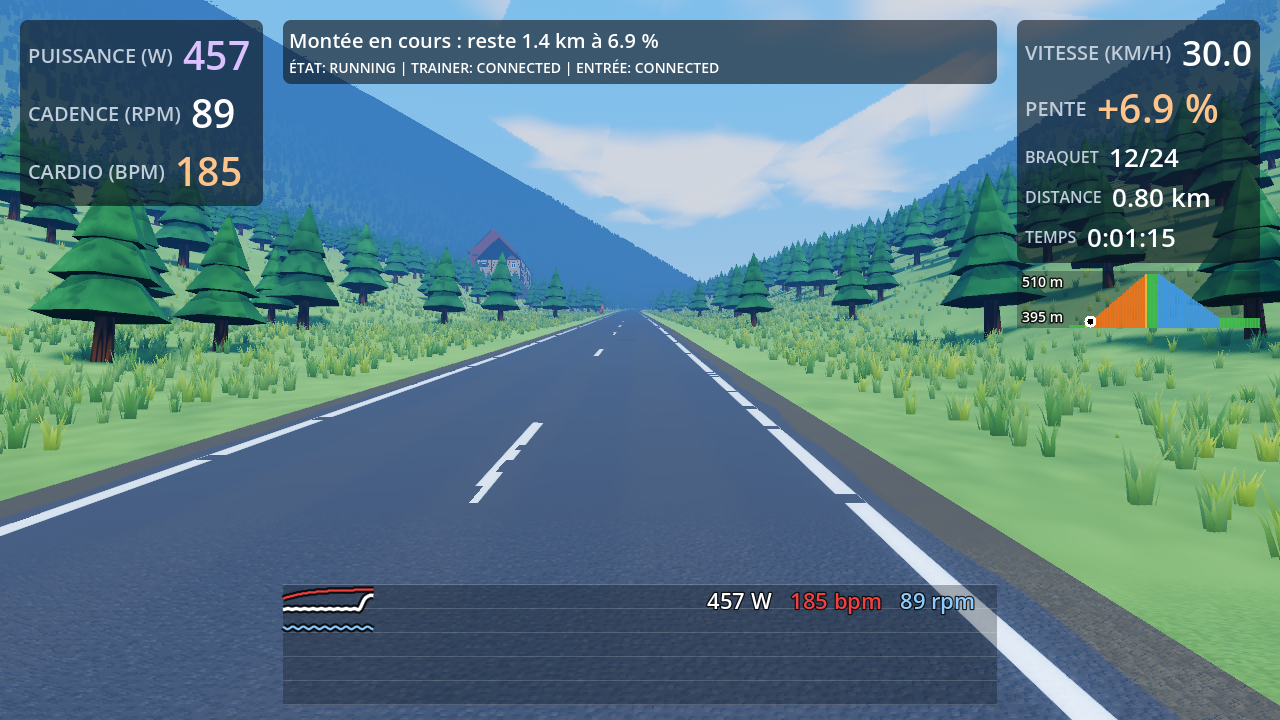 PUISSANCE (W) 457
CADENCE (RPM) 89
CARDIO (BPM) 185
Montée en cours : reste 1.4 km à 6.9 %
ÉTAT: RUNNING | TRAINER: CONNECTED | ENTRÉE: CONNECTED
VITESSE (KM/H) 30.0
PENTE +6.9 %
BRAQUET 12/24
DISTANCE 0.80 km
TEMPS 0:01:15
510 m
395 m
457 W 185 bpm 89 rpm